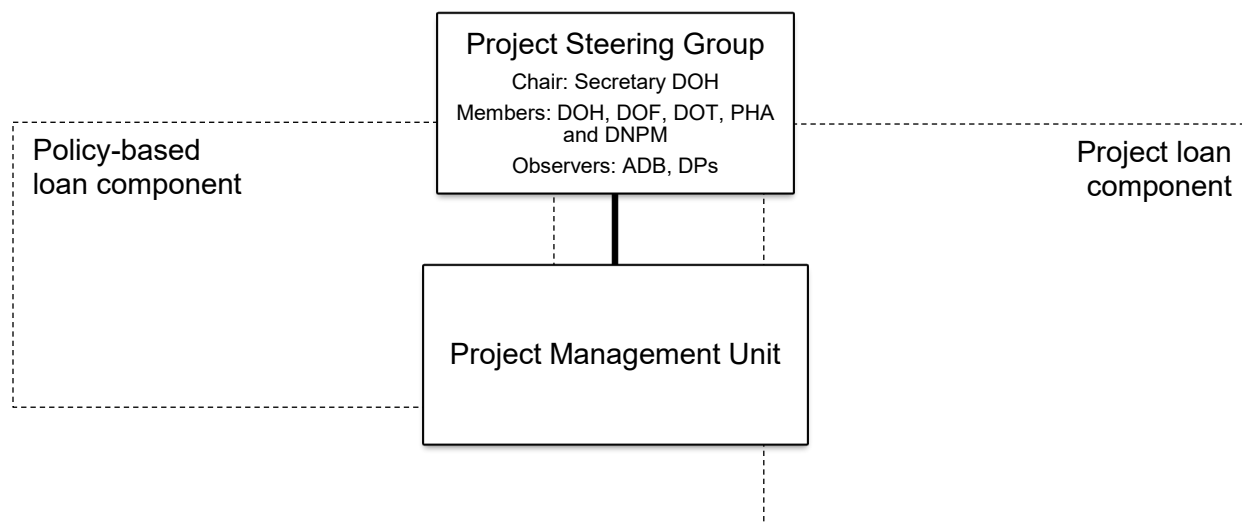 Project Steering Group
Chair: Secretary DOH
Members: DOH, DOF, DOT, PHA
and DNPM
Observers: ADB, DPs
Policy-based
loan component
Project loan
component
Project Management Unit